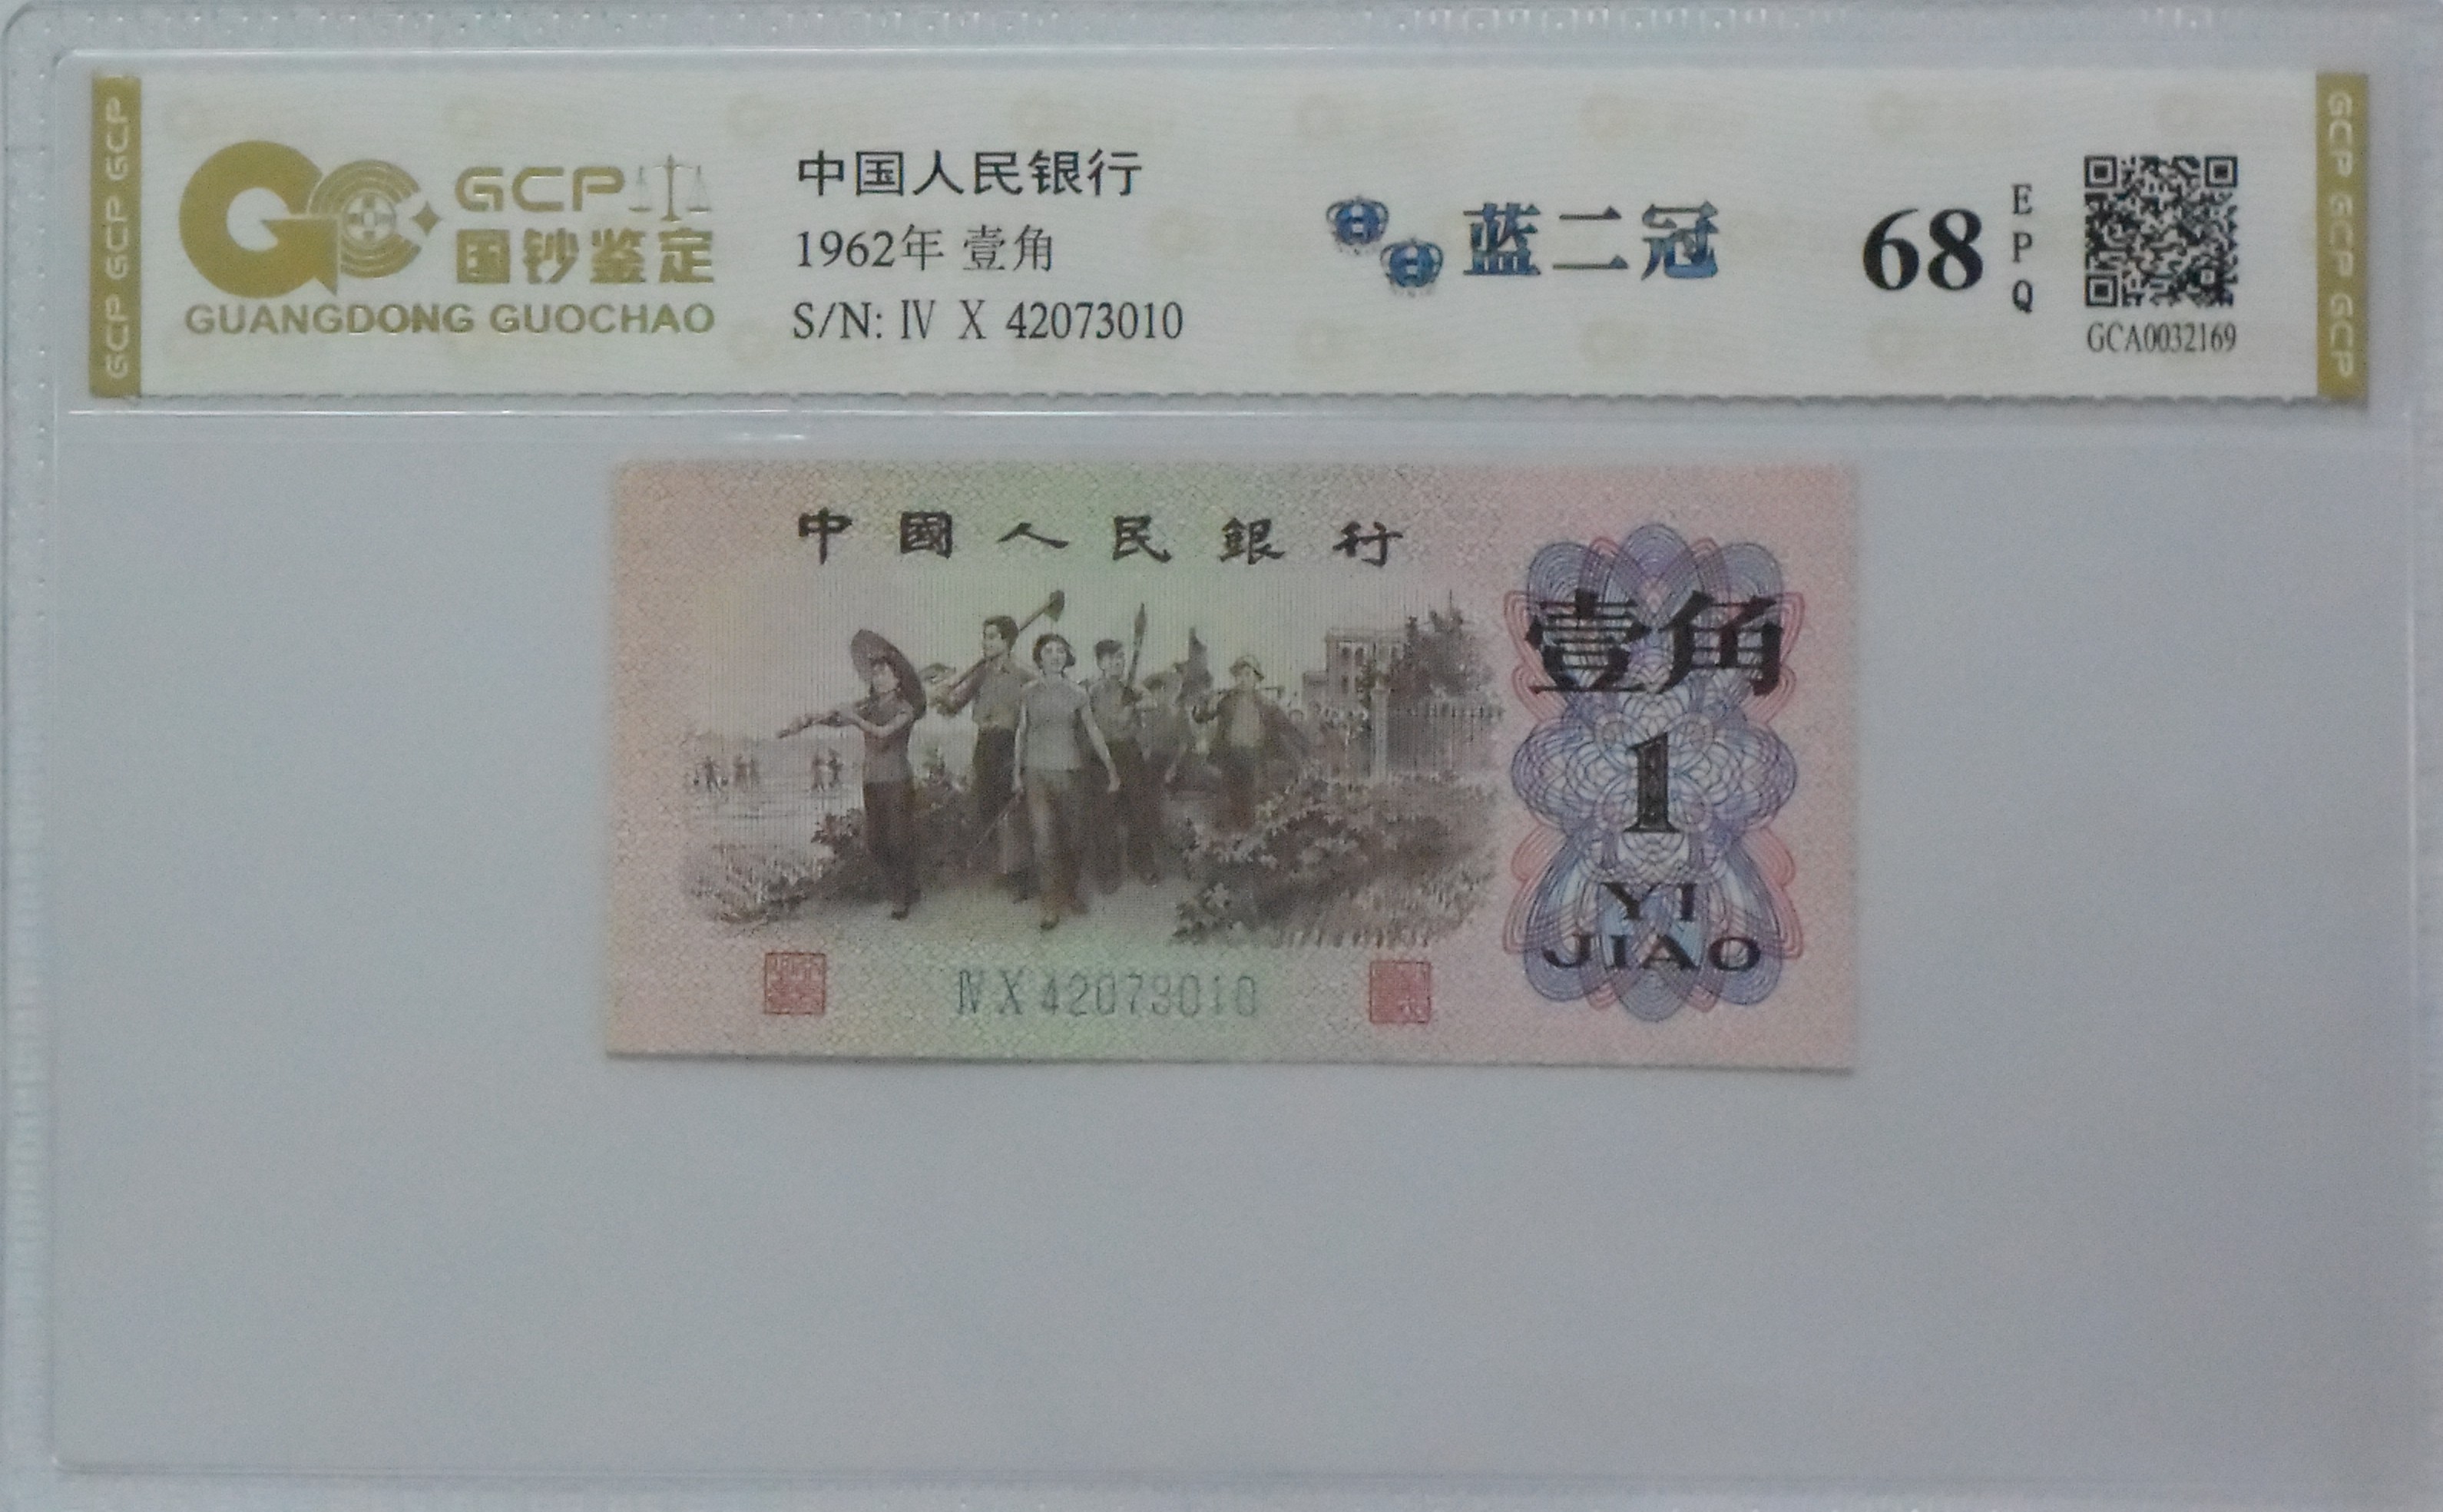 GCP GCP GCP
GCP
国钞鉴定
GUANGDONG GUOCHAO
中国人民银行
1962年 壹角
S/N: Ⅳ X 42073010
蓝二冠
68
EPQ
GCA0032169
GCP GCP GCP
中國人民銀行
壹角
1
YI
JIAO
Ⅳ X 42073010